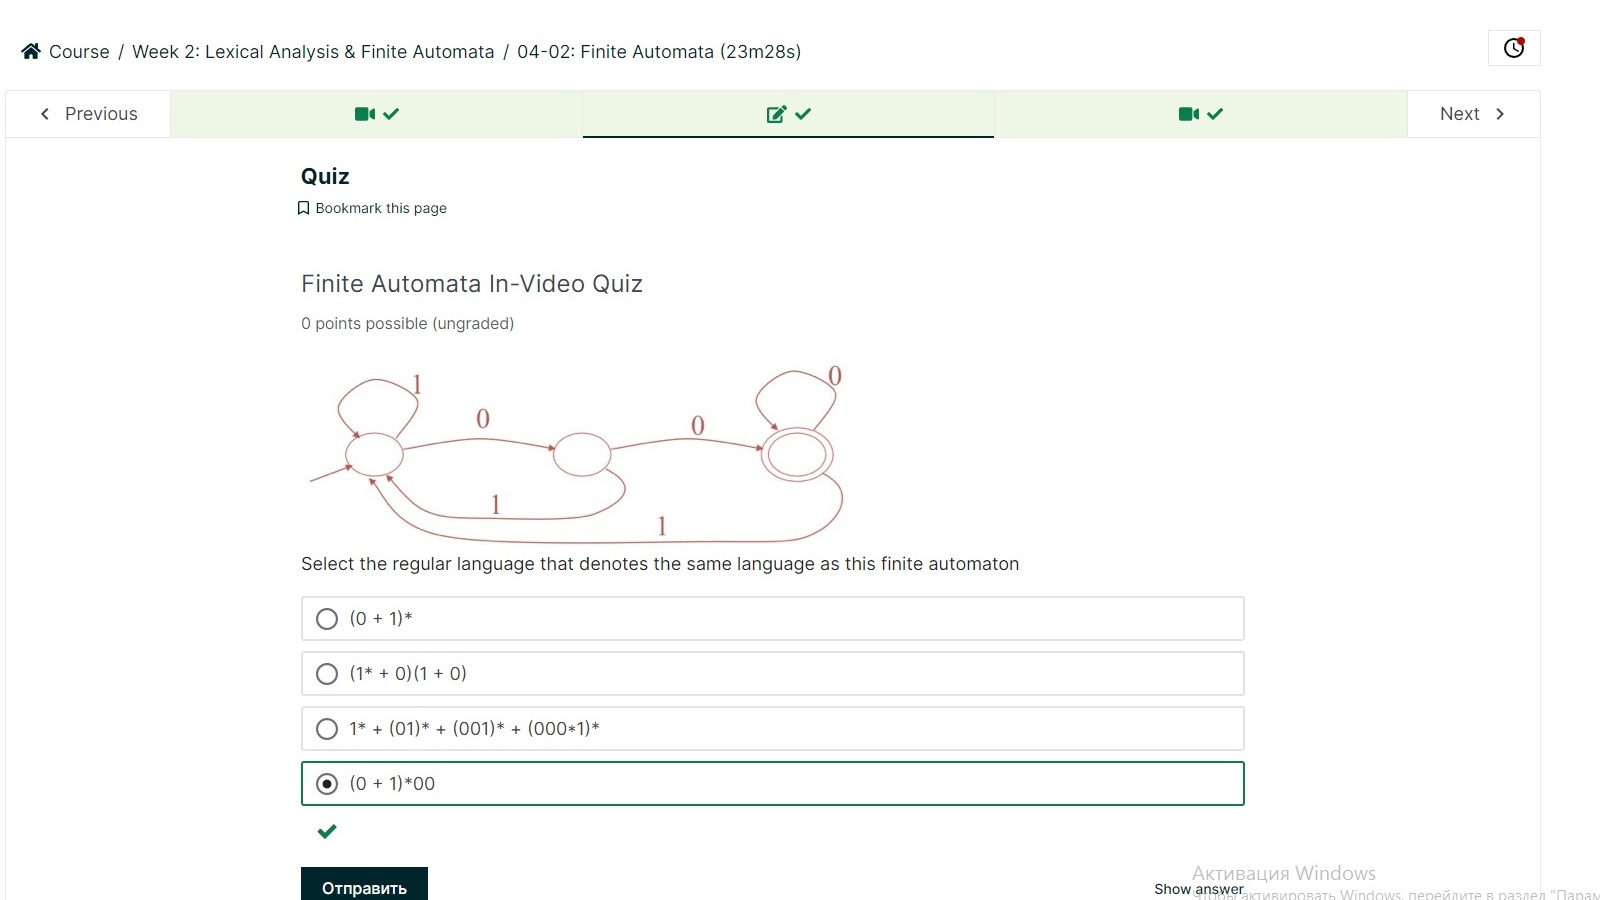 Course / Week 2: Lexical Analysis & Finite Automata / 04-02: Finite Automata (23m28s)
Previous
Next
Quiz
Bookmark this page
Finite Automata In-Video Quiz
0 points possible (ungraded)
1
0
0
0
1
1
Select the regular language that denotes the same language as this finite automaton
(0 + 1)*
(1* + 0)(1 + 0)
1* + (01)* + (001)* + (000*1)*
(0 + 1)*00
Отправить
Show answer
Активация Windows
Чтобы активировать Windows, перейдите в раздел "Парам